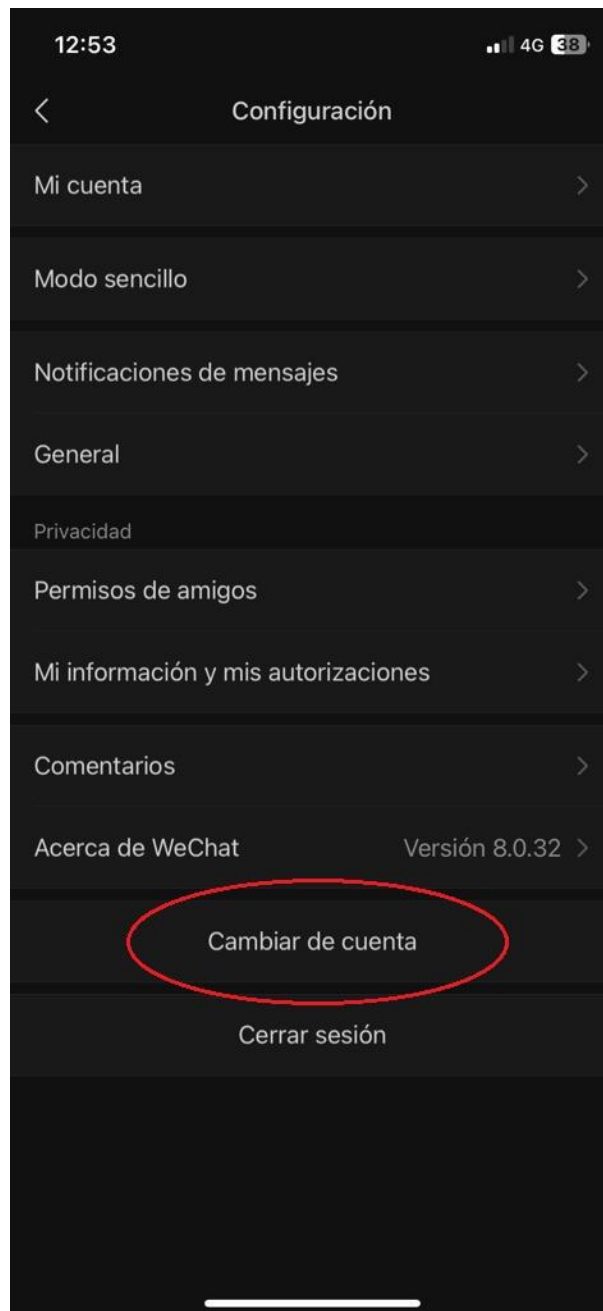 12:53 4G 38
Configuración
Mi cuenta
Modo sencillo
Notificaciones de mensajes
General
Privacidad
Permisos de amigos
Mi información y mis autorizaciones
Comentarios
Acerca de WeChat Versión 8.0.32
Cambiar de cuenta
Cerrar sesión